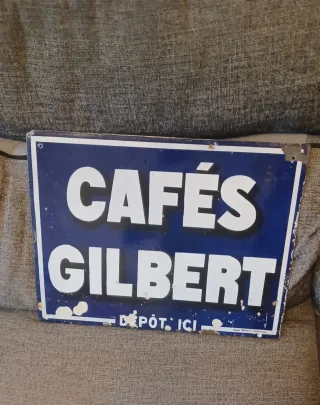 CAFÉS
GILBERT
DÉPÔT ICI